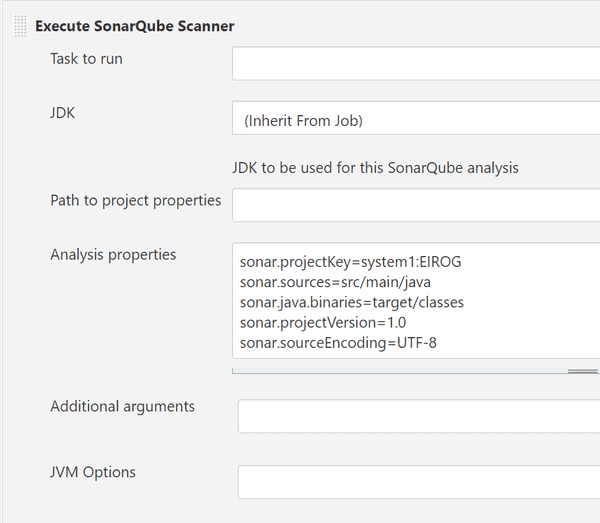 Execute SonarQube Scanner
Task to run
JDK
(Inherit From Job)
JDK to be used for this SonarQube analysis
Path to project properties
Analysis properties
sonar.projectKey=system1:EIROG
sonar.sources=src/main/java
sonar.java.binaries=target/classes
sonar.projectVersion=1.0
sonar.sourceEncoding=UTF-8
Additional arguments
JVM Options